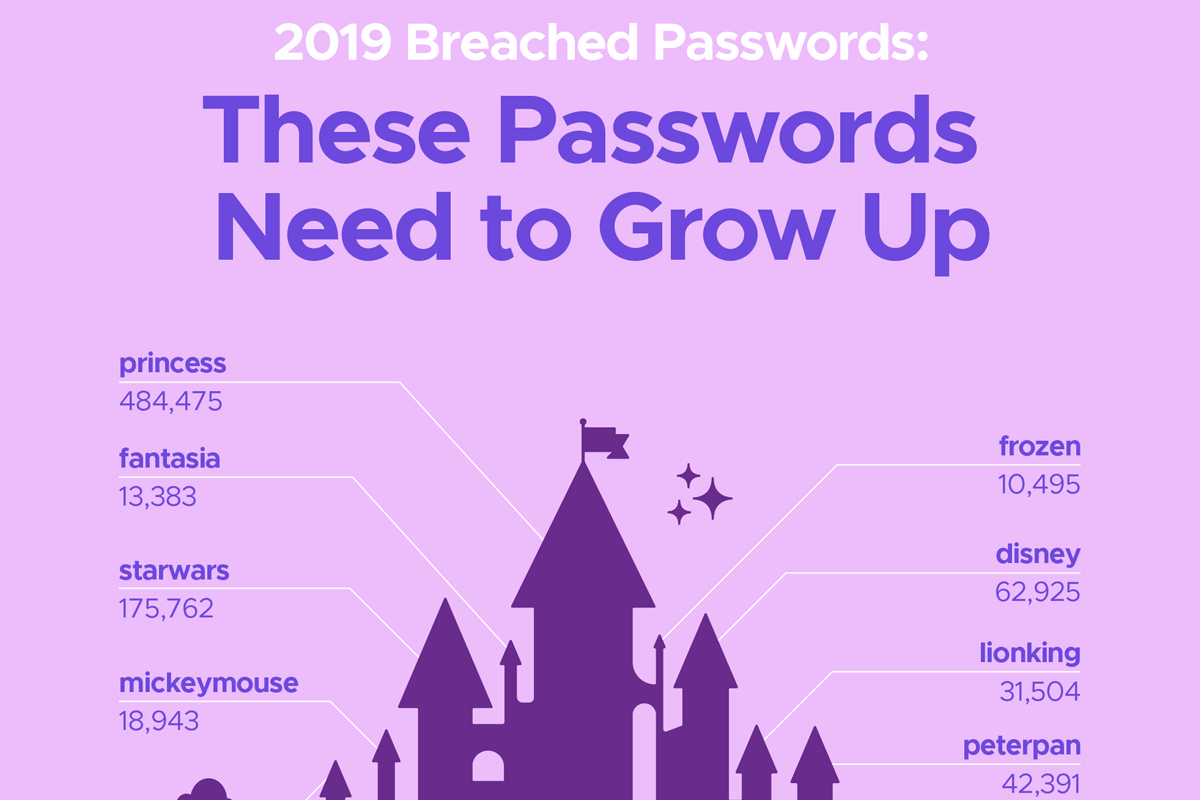 2019 Breached Passwords:
These Passwords
Need to Grow Up
princess
484,475
fantasia
13,383
starwars
175,762
mickeymouse
18,943
frozen
10,495
disney
62,925
lionking
31,504
peterpan
42,391